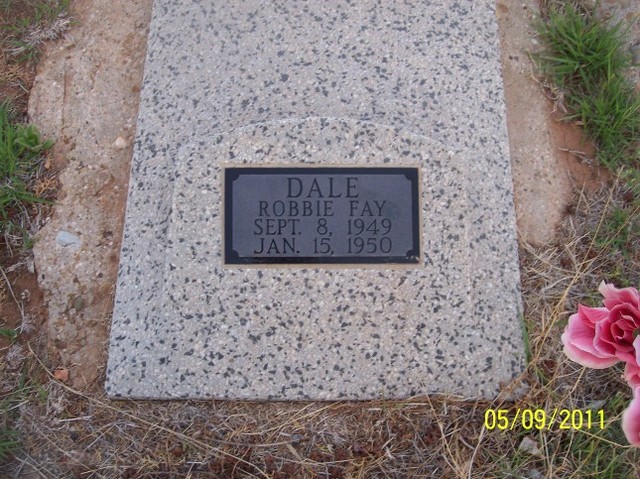 DALE
ROBBIE FAY
SEPT. 8, 1949
JAN. 15, 1950
05/09/2011